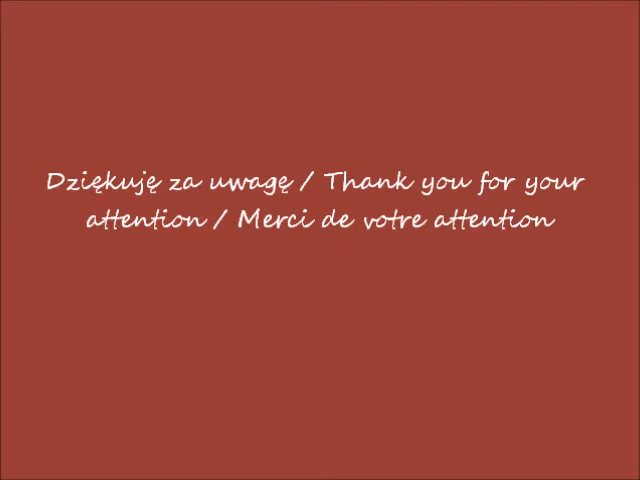 Dziękuję za uwagę / Thank you for your
attention / Merci de votre attention